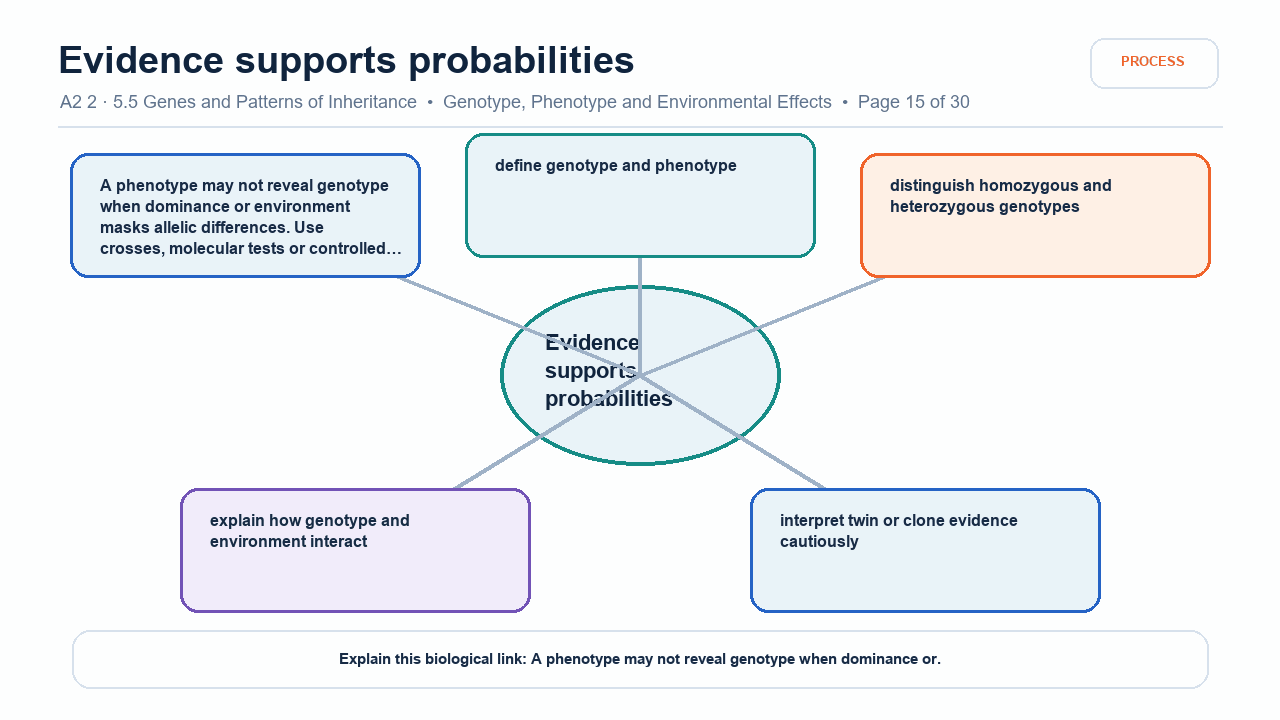 Evidence supports probabilities
PROCESS
A2 2 · 5.5 Genes and Patterns of Inheritance • Genotype, Phenotype and Environmental Effects • Page 15 of 30
A phenotype may not reveal genotype
when dominance or environment
masks allelic differences. Use
crosses, molecular tests or controlled…
define genotype and phenotype
distinguish homozygous and
heterozygous genotypes
Evidence
supports
probabilities
explain how genotype and
environment interact
interpret twin or clone evidence
cautiously
Explain this biological link: A phenotype may not reveal genotype when dominance or.